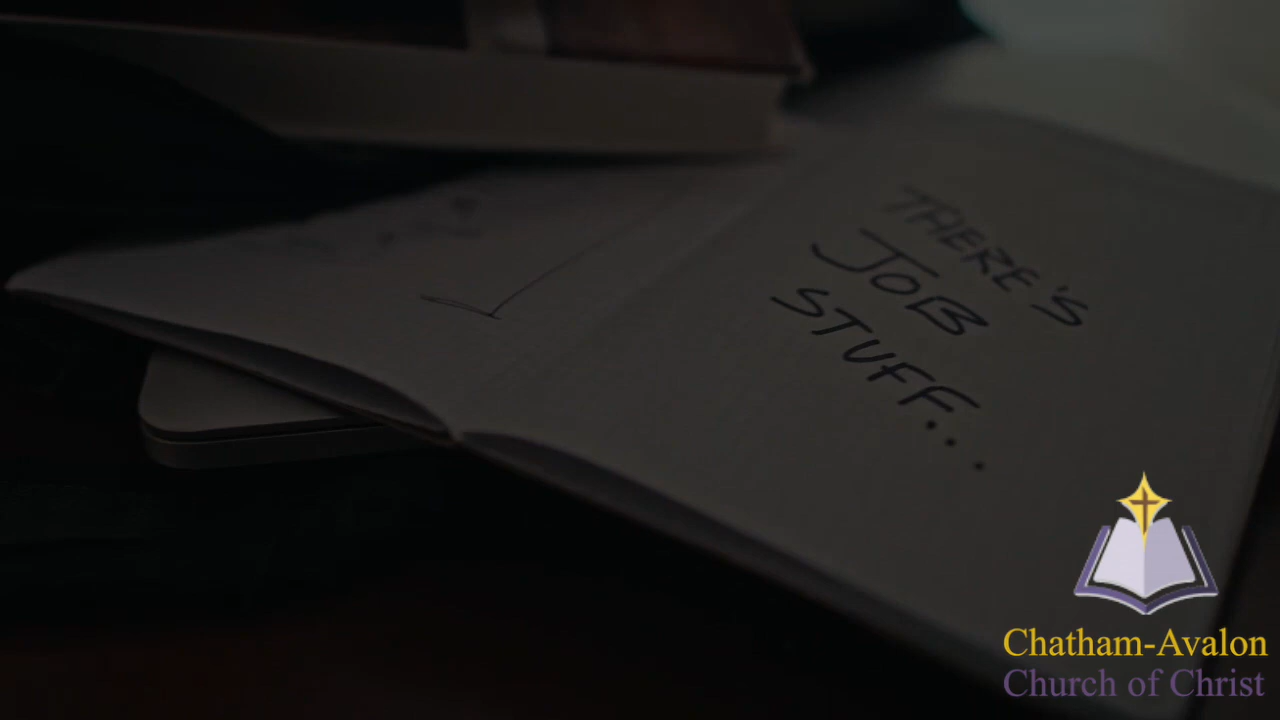 THERE'S
JOB
STUFF...
Chatham-Avalon
Church of Christ